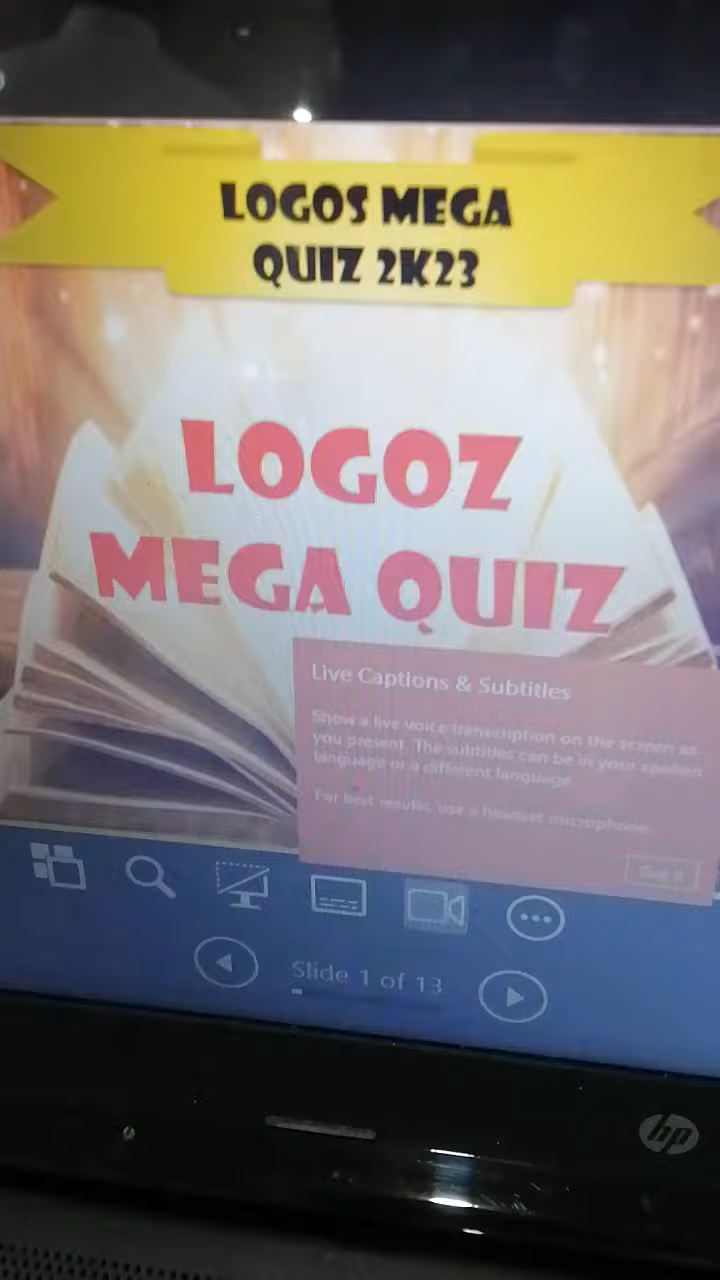 LOGOS MEGA
QUIZ 2K23
LOGOZ
MEGA QUIZ
Live Captions & Subtitles
Show a live voice transcription on the screen as
you present. The subtitles can be in your spoken
language or a different language.
For best results, use a headset microphone.
Got it
Slide 1 of 13
hp